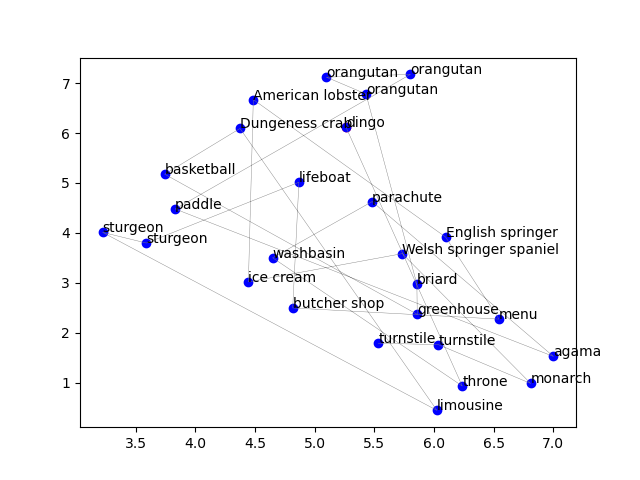 orangutan
orangutan
orangutan
American lobster
Dungeness crab
dingo
basketball
lifeboat
paddle
parachute
sturgeon
sturgeon
English springer
Welsh springer spaniel
washbasin
ice cream
briard
butcher shop
greenhouse
menu
turnstile
turnstile
agama
throne
monarch
limousine
7
6
5
4
3
2
1
3.5 4.0 4.5 5.0 5.5 6.0 6.5 7.0